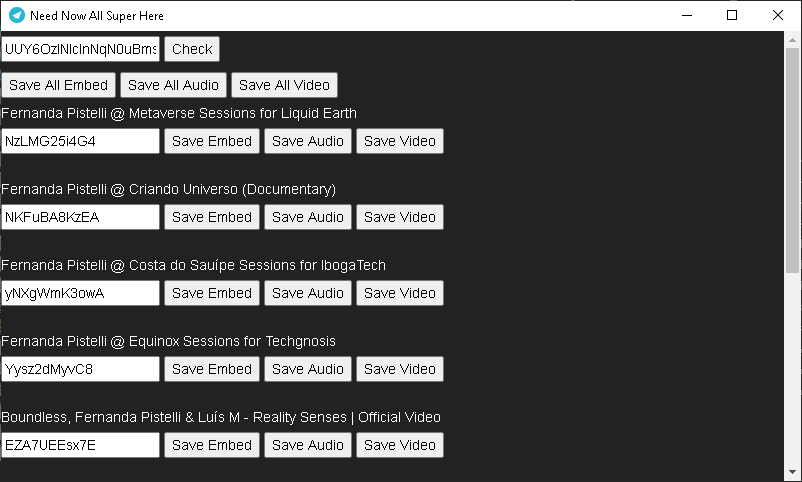 Need Now All Super Here
Check
Save All Embed Save All Audio Save All Video
Fernanda Pistelli @ Metaverse Sessions for Liquid Earth
NzLMG25i4G4 Save Embed Save Audio Save Video
Fernanda Pistelli @ Criando Universo (Documentary)
NKFuBA8KzEA Save Embed Save Audio Save Video
Fernanda Pistelli @ Costa do Sauípe Sessions for IbogaTech
yNXgWmK3owA Save Embed Save Audio Save Video
Fernanda Pistelli @ Equinox Sessions for Techgnosis
Yysz2dMyvC8 Save Embed Save Audio Save Video
Boundless, Fernanda Pistelli & Luís M - Reality Senses | Official Video
EZA7UEEsx7E Save Embed Save Audio Save Video